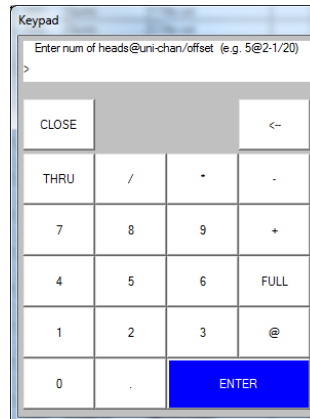 Keypad
Enter num of heads@uni-chan/offset (e.g. 5@2-1/20)
>
CLOSE <--
THRU / * -
7 8 9 +
4 5 6 FULL
1 2 3 @
0 . ENTER